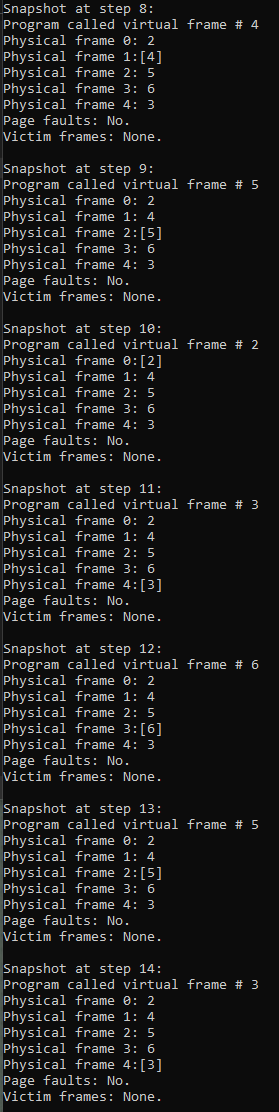 Snapshot at step 8:
Program called virtual frame # 4
Physical frame 0: 2
Physical frame 1:[4]
Physical frame 2: 5
Physical frame 3: 6
Physical frame 4: 3
Page faults: No.
Victim frames: None.

Snapshot at step 9:
Program called virtual frame # 5
Physical frame 0: 2
Physical frame 1: 4
Physical frame 2:[5]
Physical frame 3: 6
Physical frame 4: 3
Page faults: No.
Victim frames: None.

Snapshot at step 10:
Program called virtual frame # 2
Physical frame 0:[2]
Physical frame 1: 4
Physical frame 2: 5
Physical frame 3: 6
Physical frame 4: 3
Page faults: No.
Victim frames: None.

Snapshot at step 11:
Program called virtual frame # 3
Physical frame 0: 2
Physical frame 1: 4
Physical frame 2: 5
Physical frame 3: 6
Physical frame 4:[3]
Page faults: No.
Victim frames: None.

Snapshot at step 12:
Program called virtual frame # 6
Physical frame 0: 2
Physical frame 1: 4
Physical frame 2: 5
Physical frame 3:[6]
Physical frame 4: 3
Page faults: No.
Victim frames: None.

Snapshot at step 13:
Program called virtual frame # 5
Physical frame 0: 2
Physical frame 1: 4
Physical frame 2:[5]
Physical frame 3: 6
Physical frame 4: 3
Page faults: No.
Victim frames: None.

Snapshot at step 14:
Program called virtual frame # 3
Physical frame 0: 2
Physical frame 1: 4
Physical frame 2: 5
Physical frame 3: 6
Physical frame 4:[3]
Page faults: No.
Victim frames: None.